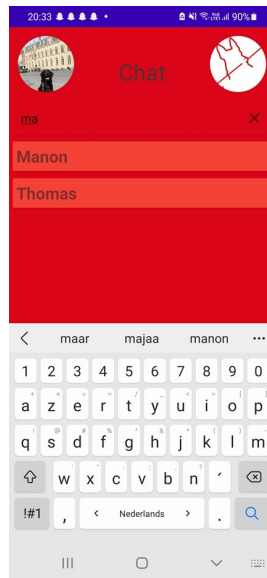 20:33 90%
Chat
ma
Manon
Thomas
maar majaa manon
1 2 3 4 5 6 7 8 9 0
a z e r t y u i o p
q s d f g h j k l m
w x c v b n ´
!#1 , < Nederlands > .